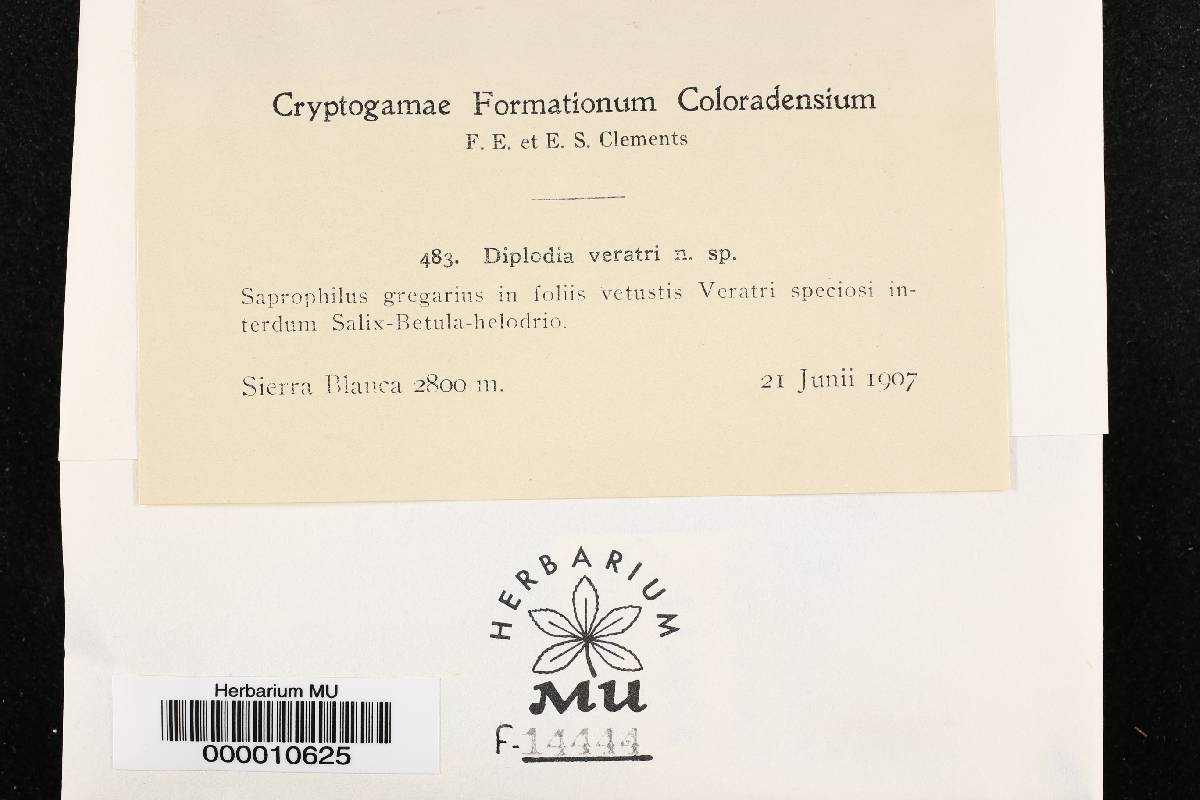 Cryptogamae Formationum Coloradensium
F. E. et E. S. Clements
483. Diplodia veratri n. sp.
Saprophilus gregarius in foliis vetustis Veratri speciosi in-
terdum Salix-Betula-helodrio.
Sierra Blanca 2800 m.
21 Junii 1907
HERBARIUM
MU
F-14444
Herbarium MU
000010625